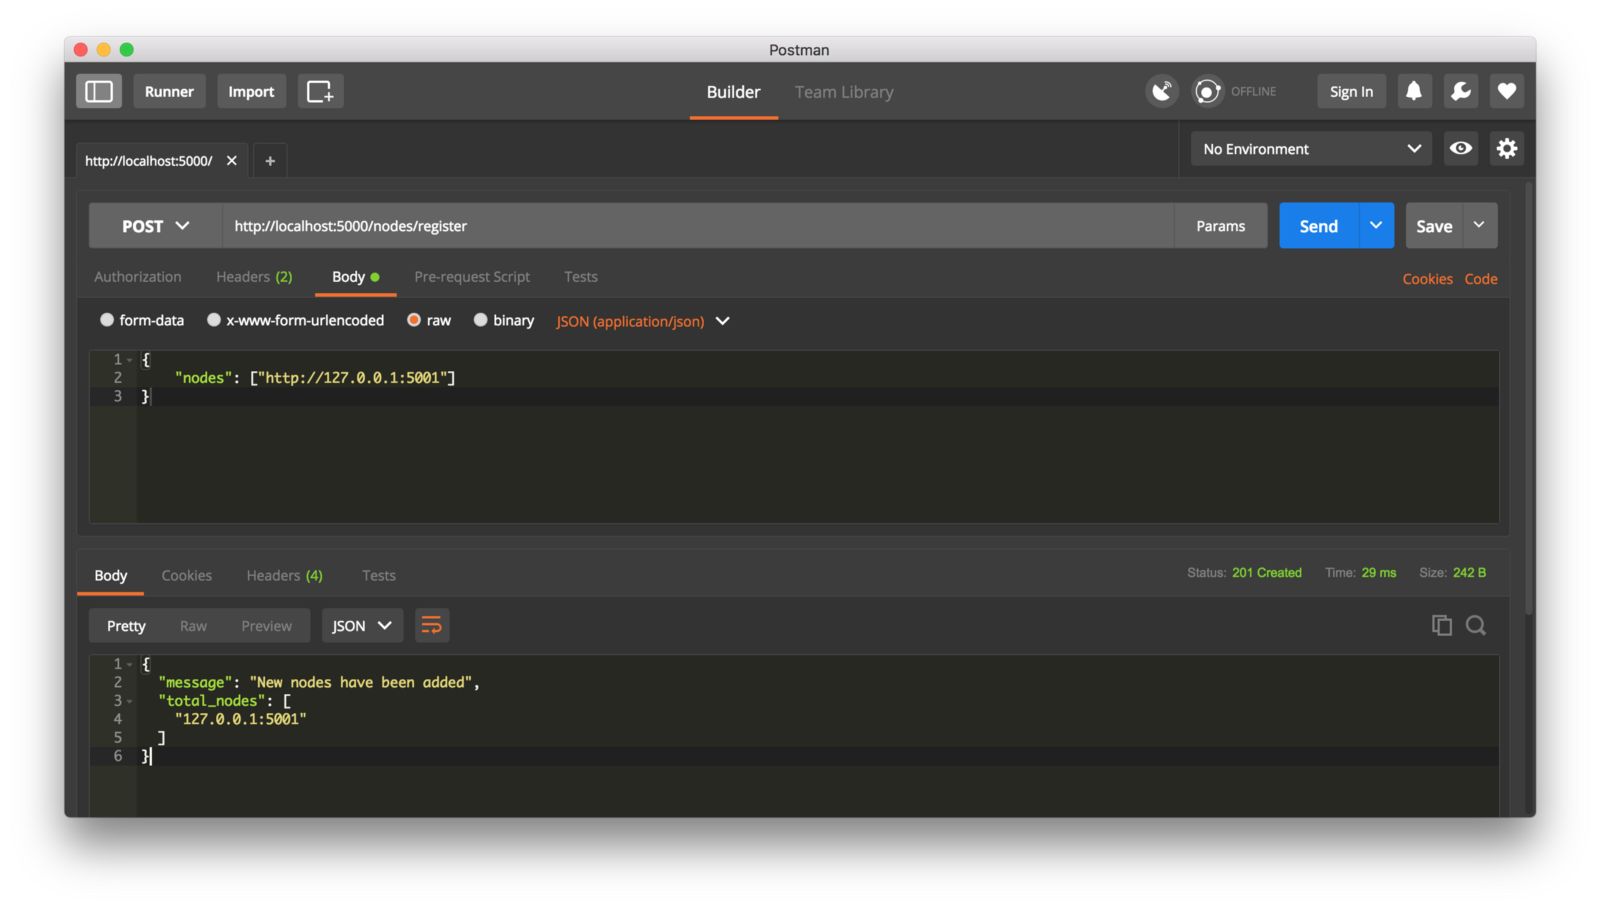 Postman
Runner Import Builder Team Library OFFLINE Sign In
http://localhost:5000/ No Environment
POST http://localhost:5000/nodes/register Params Send Save
Authorization Headers (2) Body Pre-request Script Tests Cookies Code
form-data x-www-form-urlencoded raw binary JSON (application/json)
1 {
2 "nodes": ["http://127.0.0.1:5001"]
3 }
Body Cookies Headers (4) Tests Status: 201 Created Time: 29 ms Size: 242 B
Pretty Raw Preview JSON
1 {
2 "message": "New nodes have been added",
3 "total_nodes": [
4 "127.0.0.1:5001"
5 ]
6 }